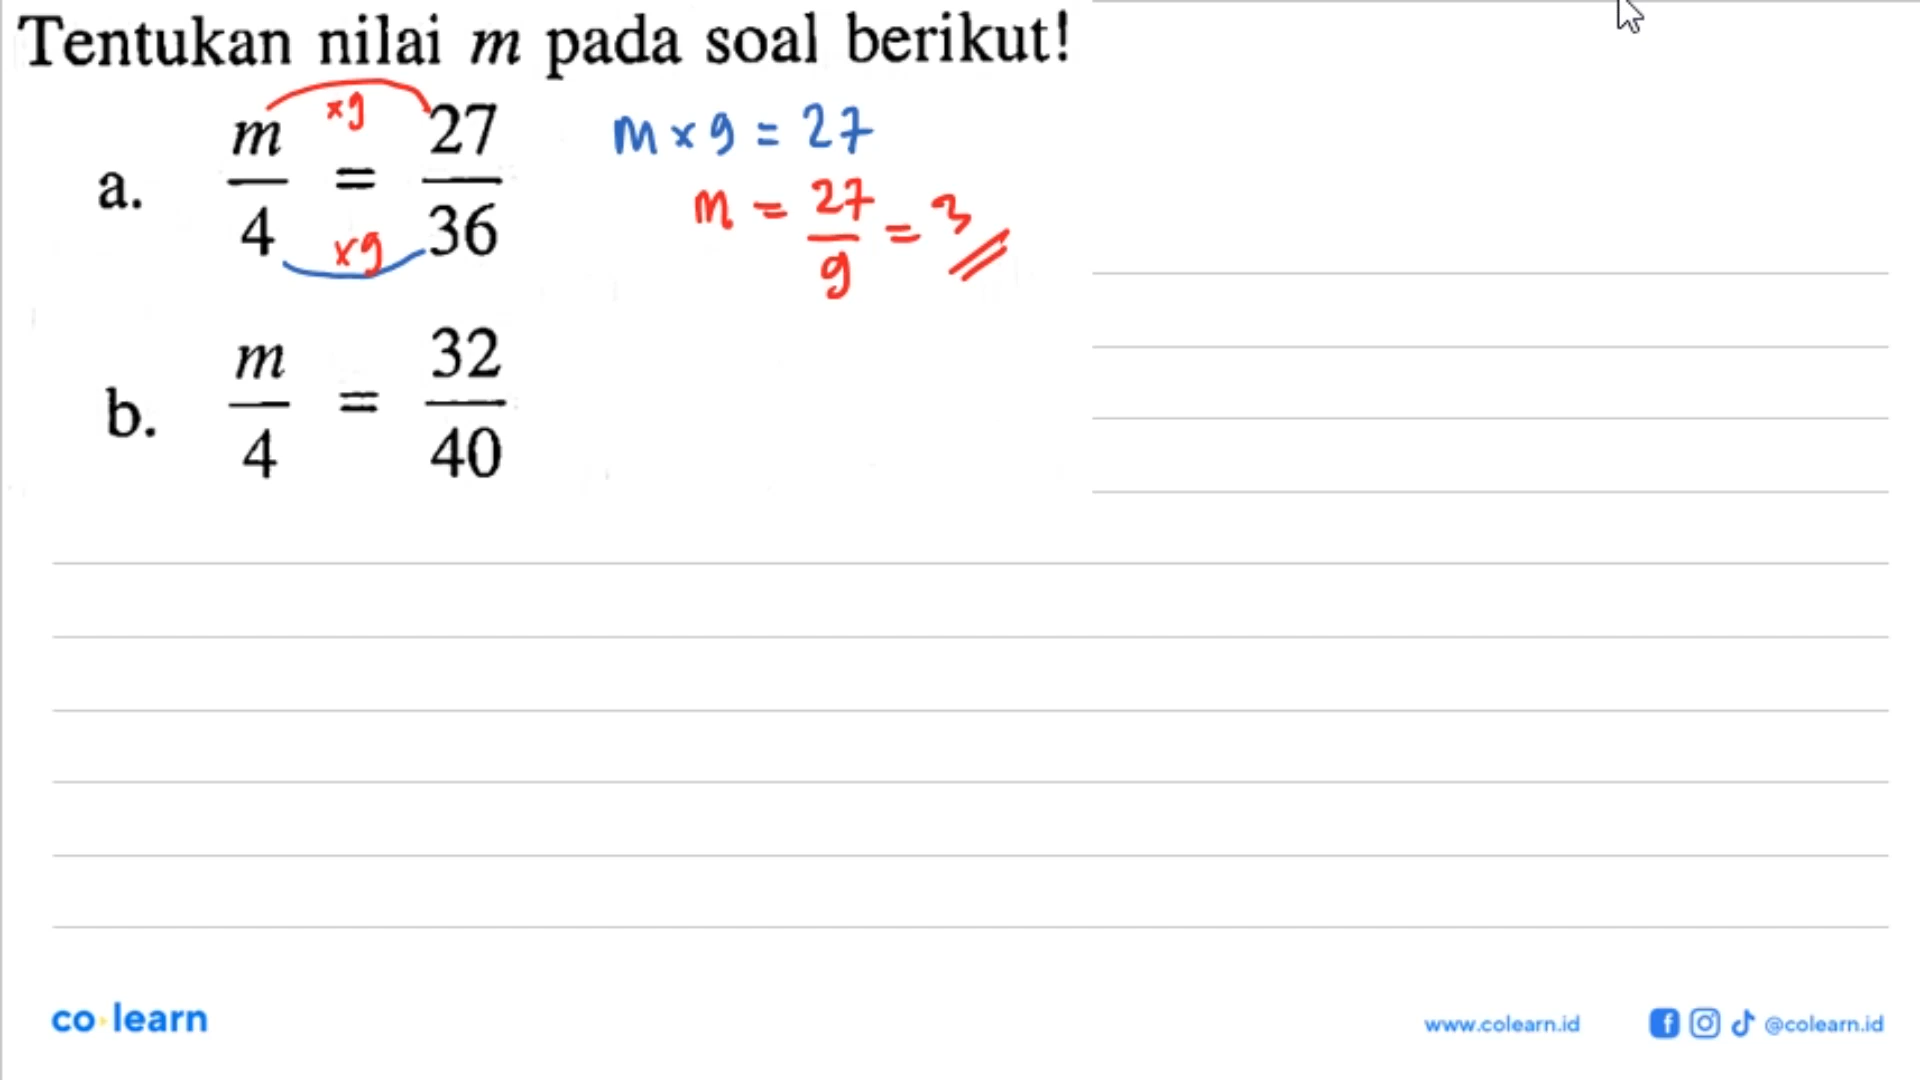 Tentukan nilai m pada soal berikut!
a. m/4 = 27/36
×9
×9
m × 9 = 27
m = 27/9 = 3
b. m/4 = 32/40
co learn
www.colearn.id
@colearn.id